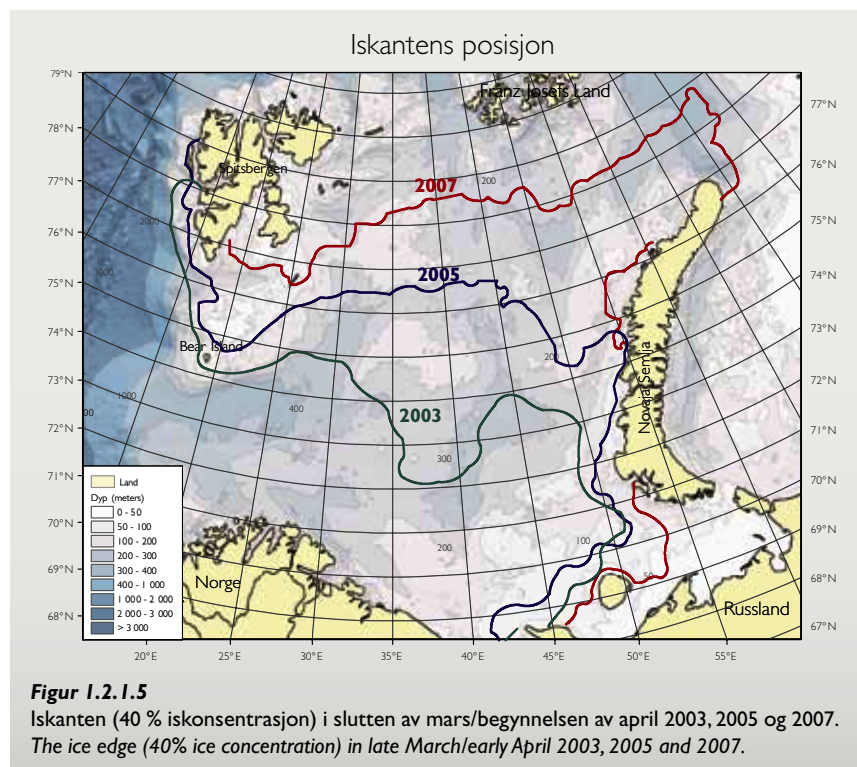 Iskantens posisjon
79°N
78°N
77°N
76°N
75°N
74°N
73°N
72°N
71°N
70°N
69°N
68°N
77°N
76°N
75°N
74°N
73°N
72°N
71°N
70°N
69°N
68°N
67°N
Franz Josefs Land
Spitsbergen
2007
200
2000
3000
2005
Bear Island
200
Novaja Semlja
1000
00
400
2003
300
200
100
50
Norge
Russland
Land
Dyp (meters)
0 - 50
50 - 100
100 - 200
200 - 300
300 - 400
400 - 1 000
1 000 - 2 000
2 000 - 3 000
> 3 000
20°E
25°E
30°E
35°E
40°E
45°E
50°E
55°E
Figur 1.2.1.5
Iskanten (40 % iskonsentrasjon) i slutten av mars/begynnelsen av april 2003, 2005 og 2007.
The ice edge (40% ice concentration) in late March/early April 2003, 2005 and 2007.